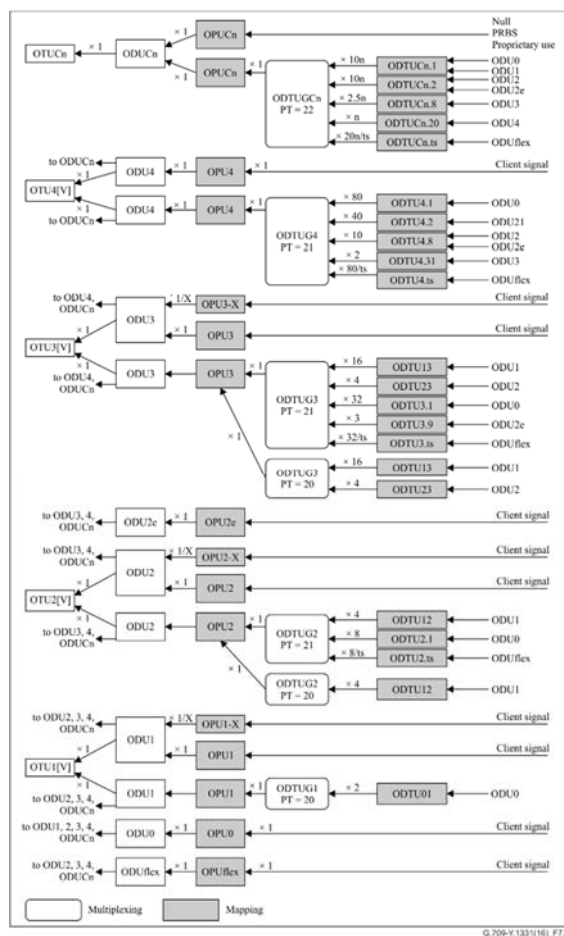 Null
PRBS
Proprietary use
OTUCn × 1 ODUCn × 1 OPUCn
× 1 OPUCn × 1 ODTUGCn PT = 22
× 10n ODTUCn.1 ODU0
ODU1
× 10n ODTUCn.2 ODU2
ODU2e
× 2.5n ODTUCn.8 ODU3
× n ODTUCn.20 ODU4
× 20n/ts ODTUCn.ts ODUflex
to ODUCn ODU4 × 1 OPU4 × 1 Client signal
× 1
OTU4[V]
× 1
to ODUCn ODU4 × 1 OPU4 × 1 ODTUG4 PT = 21
× 80 ODTU4.1 ODU0
× 40 ODTU4.2 ODU21
× 10 ODTU4.8 ODU2
ODU2e
× 2 ODTU4.31 ODU3
× 80/ts ODTU4.ts ODUflex
to ODU4, ODUCn ODU3 × 1/X OPU3-X Client signal
× 1 OPU3 Client signal
× 1
OTU3[V]
× 1
to ODU4, ODUCn ODU3 OPU3 × 1 ODTUG3 PT = 21
× 16 ODTU13 ODU1
× 4 ODTU23 ODU2
× 32 ODTU3.1 ODU0
× 3 ODTU3.9 ODU2e
× 32/ts ODTU3.ts ODUflex
× 1 ODTUG3 PT = 20
× 16 ODTU13 ODU1
× 4 ODTU23 ODU2
to ODU3, 4, ODUCn ODU2e × 1 OPU2e Client signal
to ODU3, 4, ODUCn ODU2 × 1/X OPU2-X Client signal
× 1 OPU2 Client signal
× 1
OTU2[V]
× 1
to ODU3, 4, ODUCn ODU2 OPU2 × 1 ODTUG2 PT = 21
× 4 ODTU12 ODU1
× 8 ODTU2.1 ODU0
× 8/ts ODTU2.ts ODUflex
× 1 ODTUG2 PT = 20 × 4 ODTU12 ODU1
to ODU2, 3, 4, ODUCn ODU1 × 1/X OPU1-X Client signal
× 1 OPU1 Client signal
× 1
OTU1[V]
× 1
to ODU2, 3, 4, ODUCn ODU1 × 1 OPU1 × 1 ODTUG1 PT = 20 × 2 ODTU01 ODU0
to ODU1, 2, 3, 4, ODUCn ODU0 × 1 OPU0 × 1 Client signal
to ODU2, 3, 4, ODUCn ODUflex × 1 OPUflex × 1 Client signal
Multiplexing Mapping
G.709-Y.1331(16)_F7.